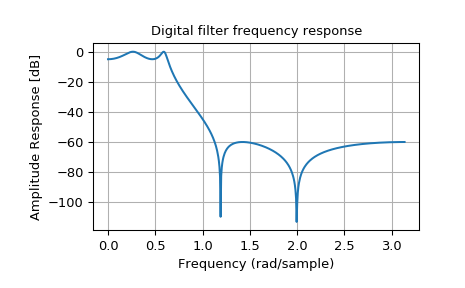 Digital filter frequency response
Amplitude Response [dB]
0
−20
−40
−60
−80
−100
0.0 0.5 1.0 1.5 2.0 2.5 3.0
Frequency (rad/sample)